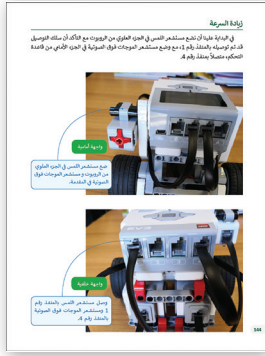 زيادة السرعة
في البداية علينا أن نضع مستشعر اللمس في الجزء العلوي من الروبوت مع التأكد أن سلك التوصيل
قد تم توصيله بالمنفذ رقم 1، مع وضع مستشعر الموجات فوق الصوتية في الجزء الأمامي من قاعدة
التحكم، متصلاً بمنفذ رقم 4.
واجهة أمامية
ضع مستشعر اللمس في الجزء العلوي
من الروبوت و مستشعر الموجات فوق
الصوتية في المقدمة.
واجهة خلفية
وصل مستشعر اللمس بالمنفذ رقم
1 ومستشعر الموجات فوق الصوتية
بالمنفذ رقم 4.
144